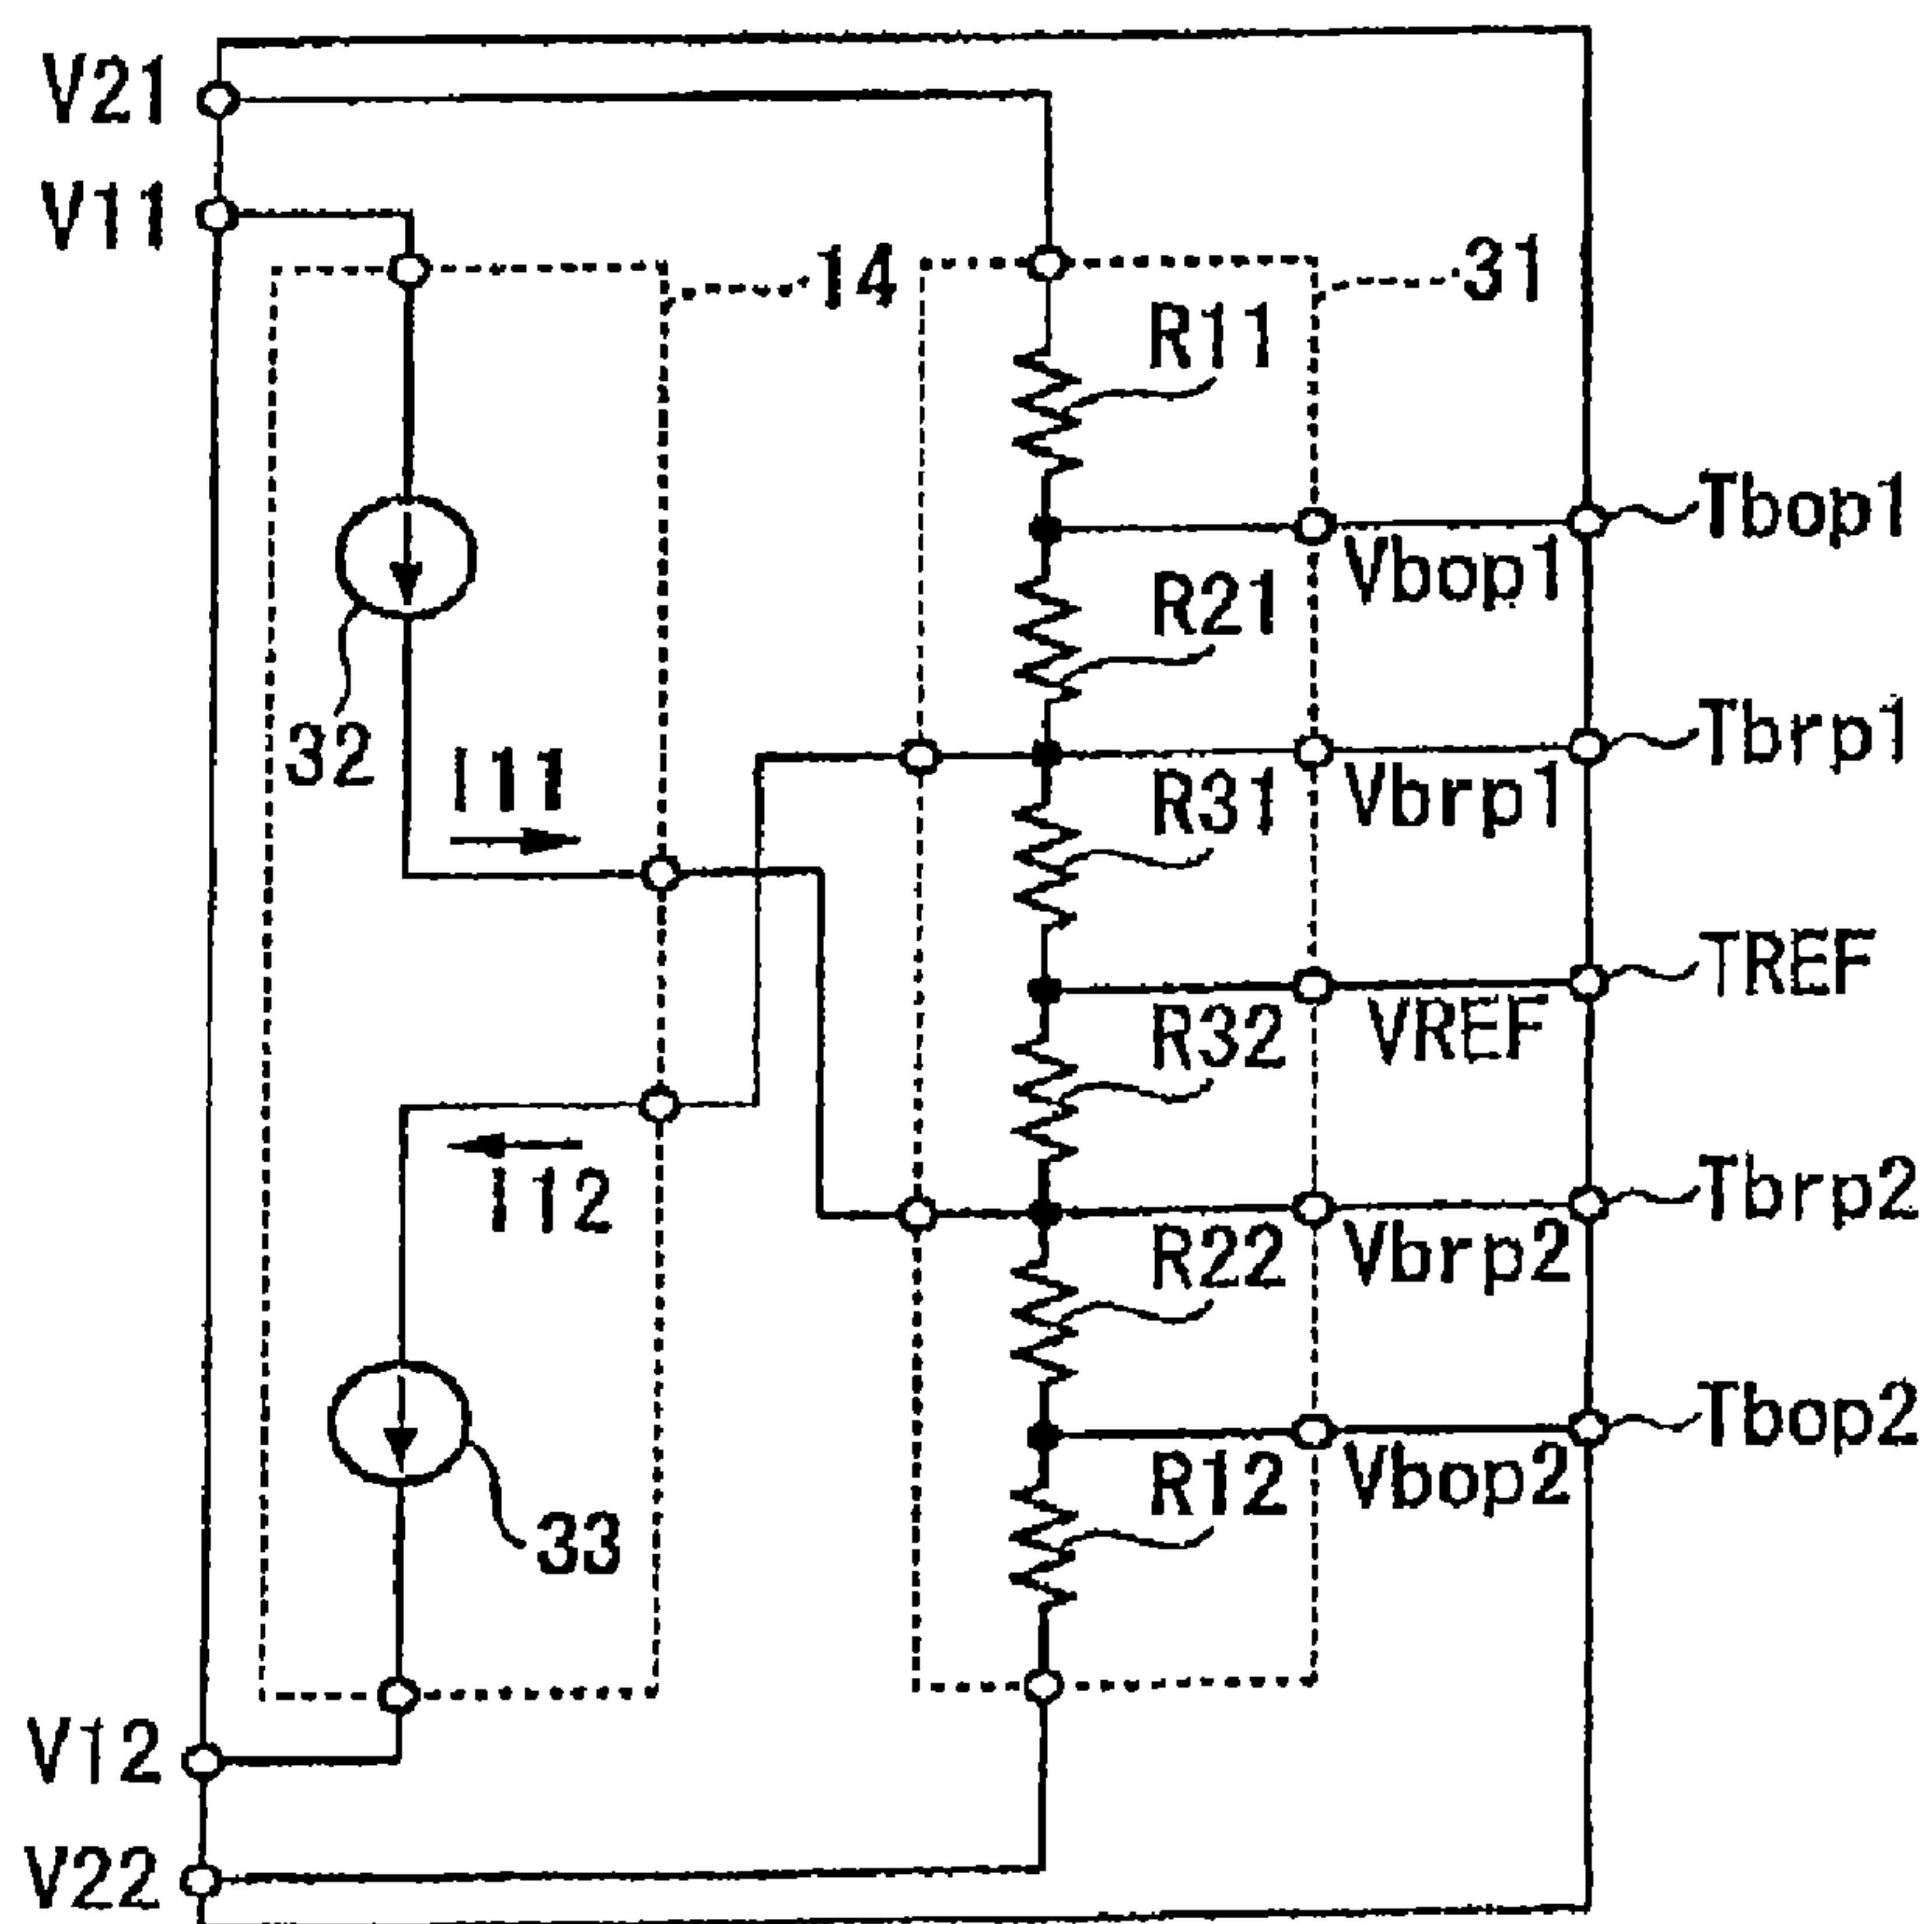 V21
V11
14
31
R11
Tbop1
Vbop1
R21
Tbrp1
32
I11
R31
Vbrp1
TREF
R32
VREF
I12
Tbrp2
R22
Vbrp2
Tbop2
R12
Vbop2
33
V12
V22